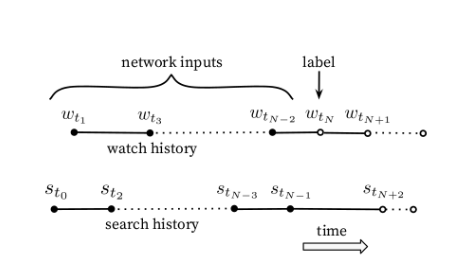 network inputs label
w_{t_1} w_{t_3} w_{t_{N-2}} w_{t_N} w_{t_{N+1}}
watch history
s_{t_0} s_{t_2} s_{t_{N-3}} s_{t_{N-1}} s_{t_{N+2}}
search history
time